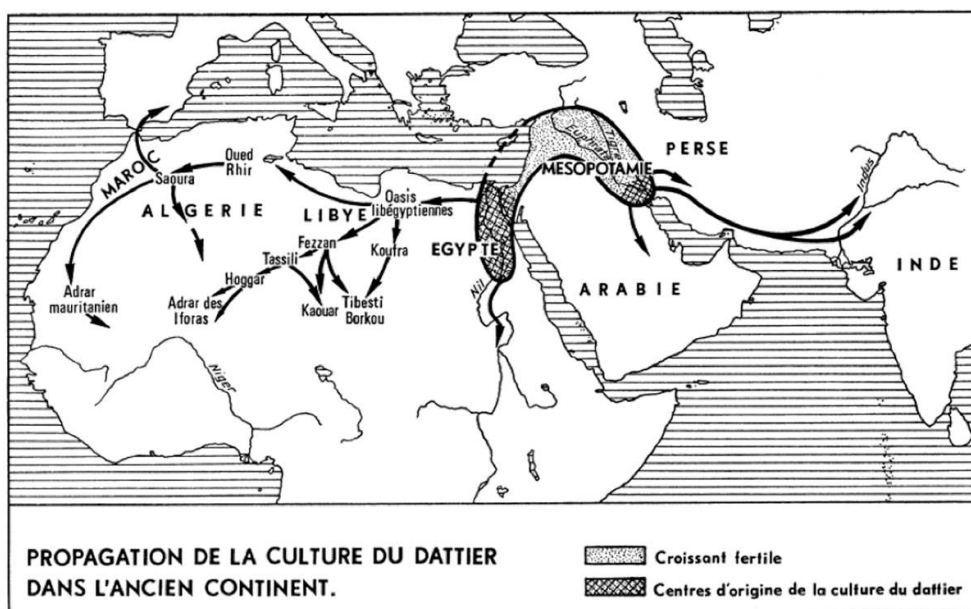 PERSE
Euphrate
Tigre
MÉSOPOTAMIE
Indus
MAROC
Oued
Rhir
Saoura
ALGERIE
LIBYE
Oasis
libégyptiennes
EGYPTE
Fezzan
Koufra
Tassili
Hoggar
Adrar
mauritanien
Adrar des
Iforas
Kaouar
Tibesti
Borkou
Nil
ARABIE
INDE
Niger
PROPAGATION DE LA CULTURE DU DATTIER
DANS L'ANCIEN CONTINENT.
Croissant fertile
Centres d'origine de la culture du dattier